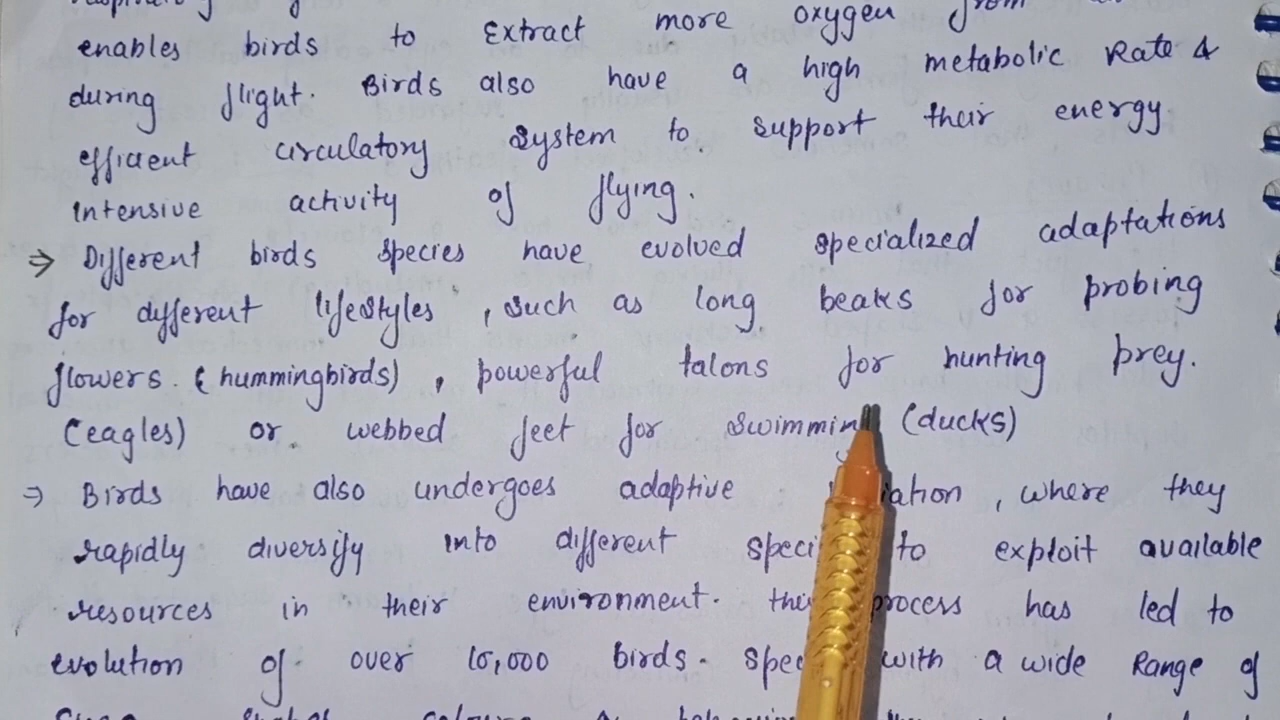 enables birds to Extract more oxygen from
during flight. Birds also have a high metabolic Rate &
efficient circulatory system to support their energy
intensive activity of flying.
⇒ Different birds species have evolved specialized adaptations
for different lifestyles, such as long beaks for probing
flowers. (hummingbirds), powerful talons for hunting prey.
(eagles) or webbed feet for swimming (ducks)
⇒ Birds have also undergoes adaptive iation, where they
rapidly diversify into different speci to exploit available
resources in their environment. this process has led to
evolution of over 10,000 birds. spec with a wide Range of